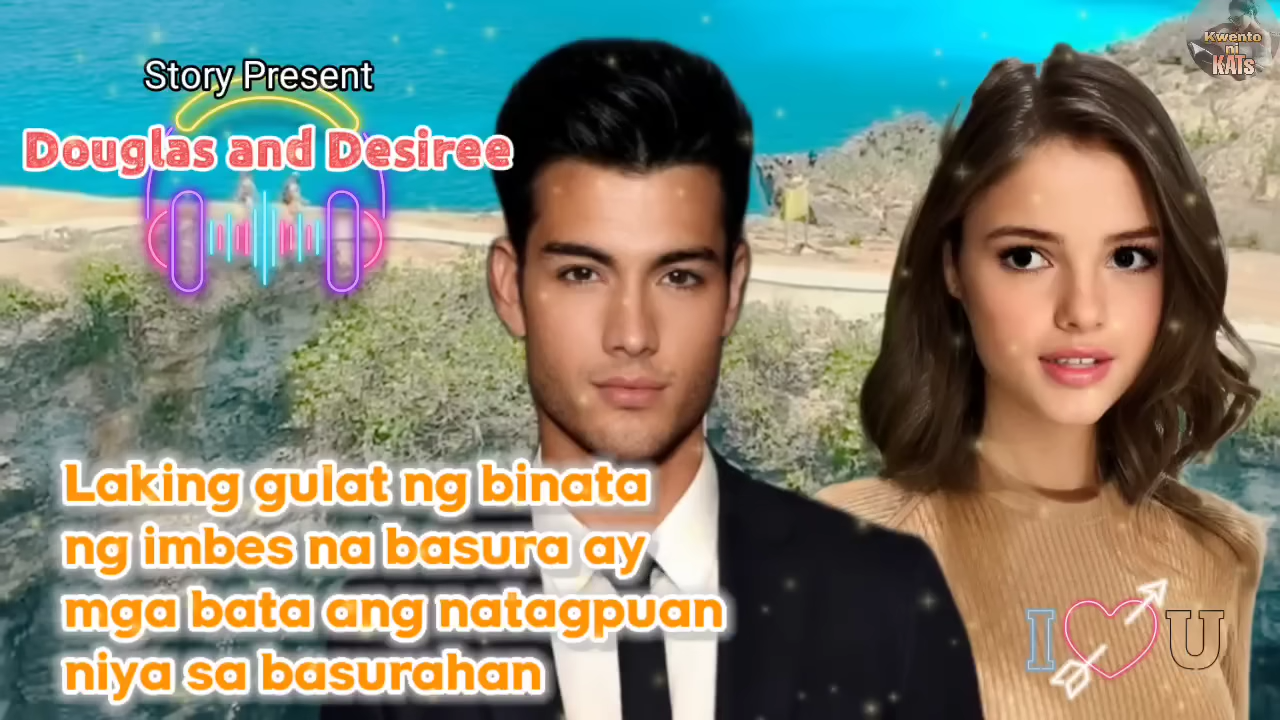 Story Present
Douglas and Desiree
Kwento
ni
KATs
Laking gulat ng binata
ng imbes na basura ay
mga bata ang natagpuan
niya sa basurahan
I U